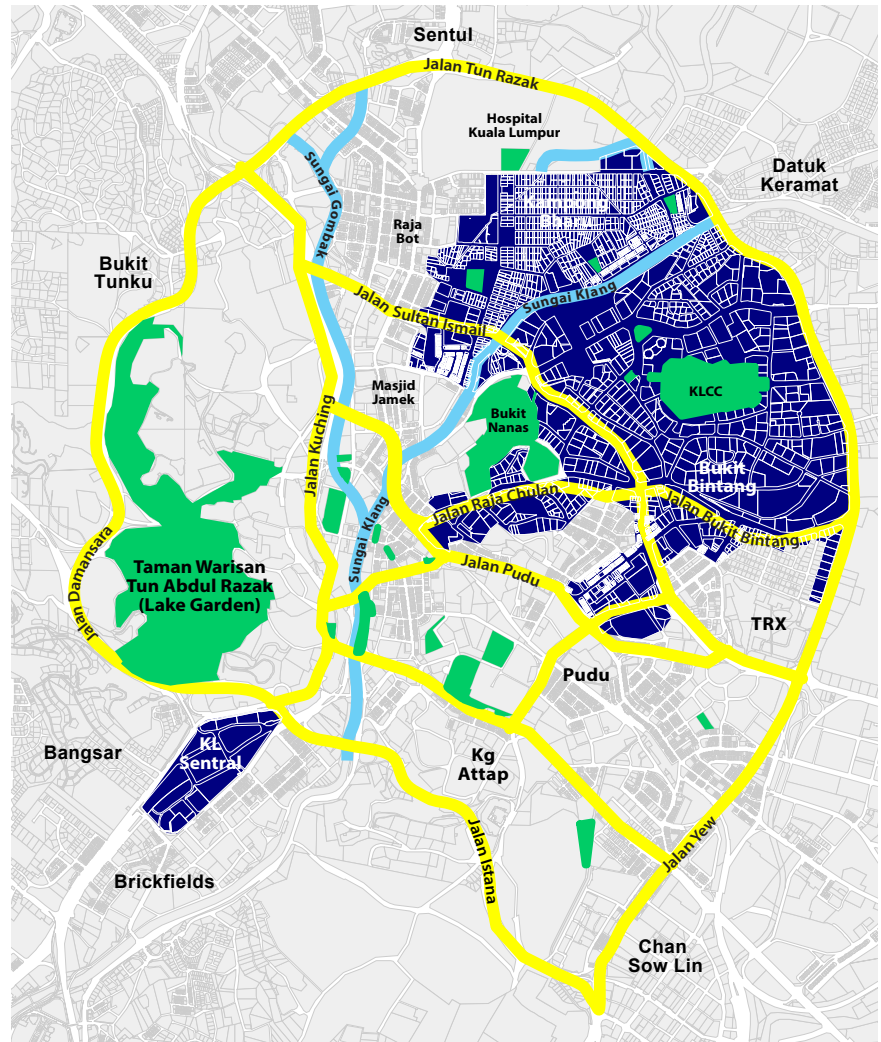 Sentul
Jalan Tun Razak
Hospital
Kuala Lumpur
Datuk
Keramat
Sungai Gombak
Kampung
Bharu
Raja
Bot
Bukit
Tunku
Sungai Klang
Jalan Sultan Ismail
Masjid
Jamek
KLCC
Bukit
Nanas
Jalan Kuching
Bukit
Bintang
Jalan Raja Chulan
Jalan Bukit Bintang
Sungai Klang
Jalan Damansara
Taman Warisan
Tun Abdul Razak
(Lake Garden)
Jalan Pudu
TRX
Pudu
Bangsar
KL
Sentral
Kg
Attap
Jalan Istana
Jalan Yew
Brickfields
Chan
Sow Lin